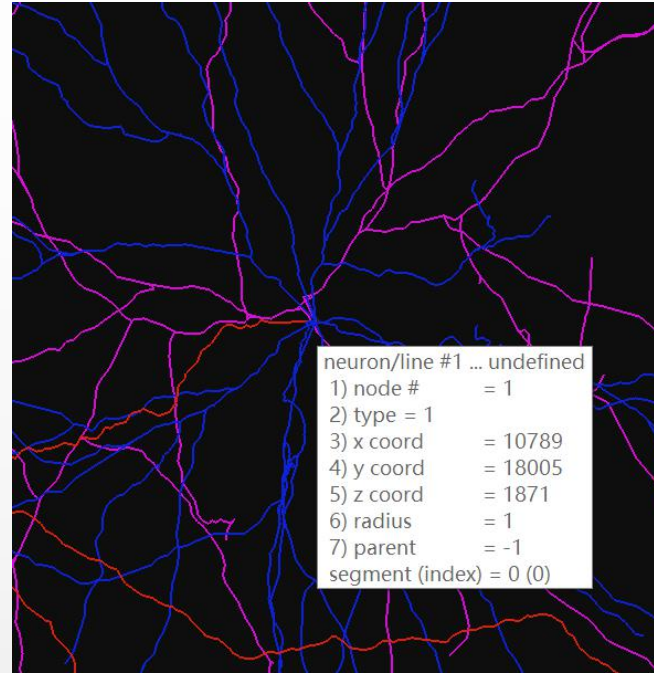 neuron/line #1 ... undefined
1) node # = 1
2) type = 1
3) x coord = 10789
4) y coord = 18005
5) z coord = 1871
6) radius = 1
7) parent = -1
segment (index) = 0 (0)